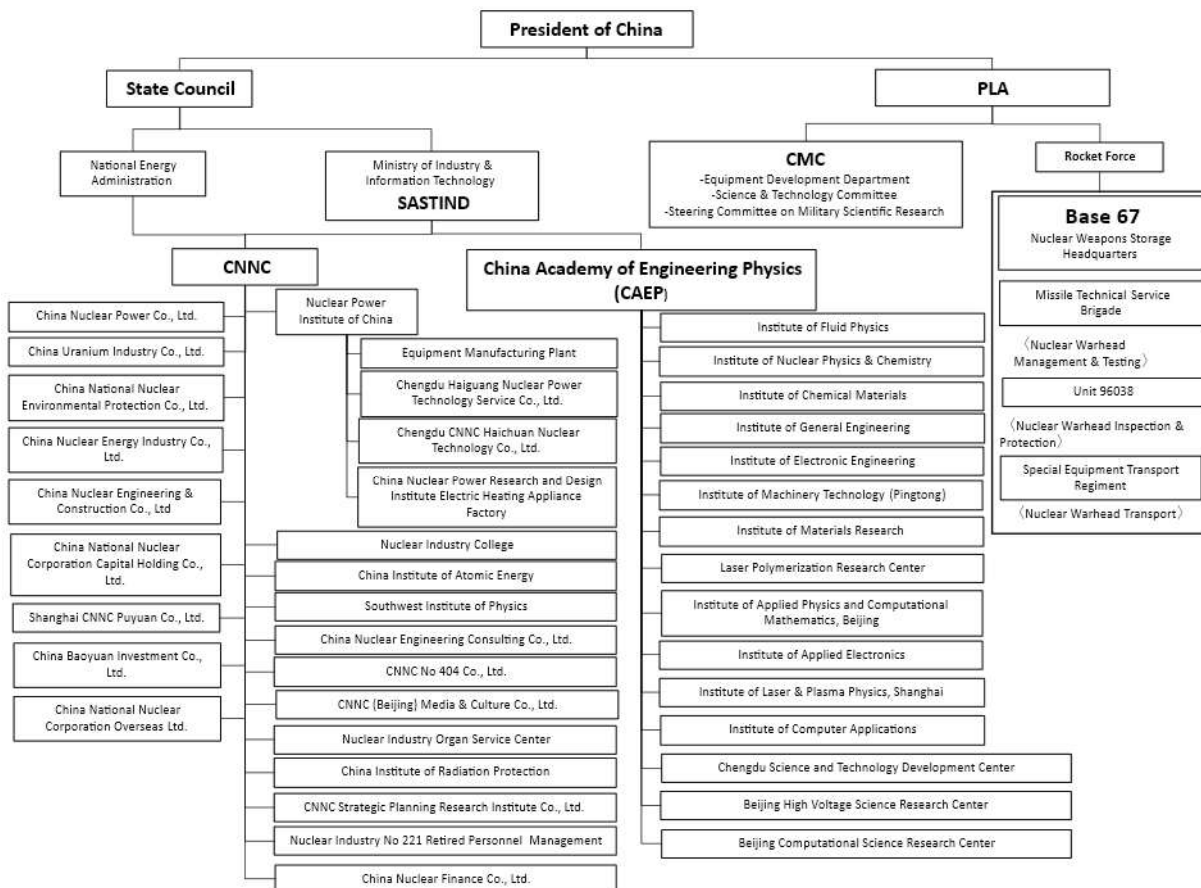 President of China
State Council
PLA
National Energy
Administration
Ministry of Industry &
Information Technology
SASTIND
CMC
-Equipment Development Department
-Science & Technology Committee
-Steering Committee on Military Scientific Research
Rocket Force
Base 67
Nuclear Weapons Storage
Headquarters
Missile Technical Service
Brigade
〈Nuclear Warhead
Management & Testing〉
Unit 96038
〈Nuclear Warhead Inspection &
Protection〉
Special Equipment Transport
Regiment
〈Nuclear Warhead Transport〉
CNNC
China Academy of Engineering Physics
(CAEP)
China Nuclear Power Co., Ltd.
China Uranium Industry Co., Ltd.
China National Nuclear
Environmental Protection Co., Ltd.
China Nuclear Energy Industry Co.,
Ltd.
China Nuclear Engineering &
Construction Co., Ltd
China National Nuclear
Corporation Capital Holding Co.,
Ltd.
Shanghai CNNC Puyuan Co., Ltd.
China Baoyuan Investment Co.,
Ltd.
China National Nuclear
Corporation Overseas Ltd.
Nuclear Power
Institute of China
Equipment Manufacturing Plant
Chengdu Haiguang Nuclear Power
Technology Service Co., Ltd.
Chengdu CNNC Haichuan Nuclear
Technology Co., Ltd.
China Nuclear Power Research and Design
Institute Electric Heating Appliance
Factory
Nuclear Industry College
China Institute of Atomic Energy
Southwest Institute of Physics
China Nuclear Engineering Consulting Co., Ltd.
CNNC No 404 Co., Ltd.
CNNC (Beijing) Media & Culture Co., Ltd.
Nuclear Industry Organ Service Center
China Institute of Radiation Protection
CNNC Strategic Planning Research Institute Co., Ltd.
Nuclear Industry No 221 Retired Personnel Management
China Nuclear Finance Co., Ltd.
Institute of Fluid Physics
Institute of Nuclear Physics & Chemistry
Institute of Chemical Materials
Institute of General Engineering
Institute of Electronic Engineering
Institute of Machinery Technology (Pingtong)
Institute of Materials Research
Laser Polymerization Research Center
Institute of Applied Physics and Computational
Mathematics, Beijing
Institute of Applied Electronics
Institute of Laser & Plasma Physics, Shanghai
Institute of Computer Applications
Chengdu Science and Technology Development Center
Beijing High Voltage Science Research Center
Beijing Computational Science Research Center